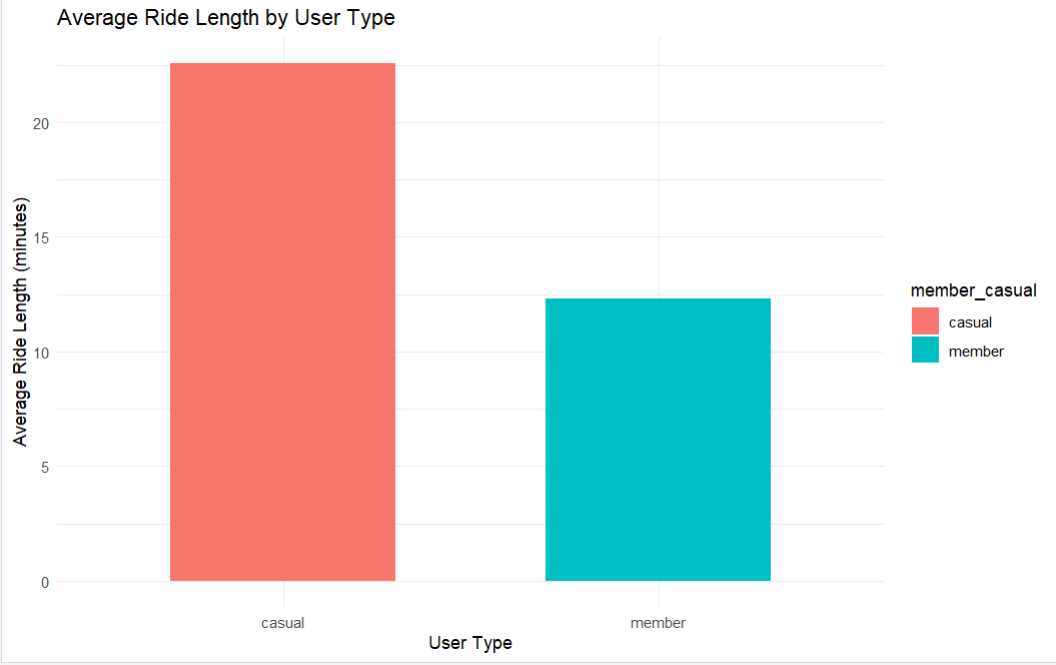 Average Ride Length by User Type
Average Ride Length (minutes)
20
15
10
5
0
casual
member
User Type
member_casual
casual
member